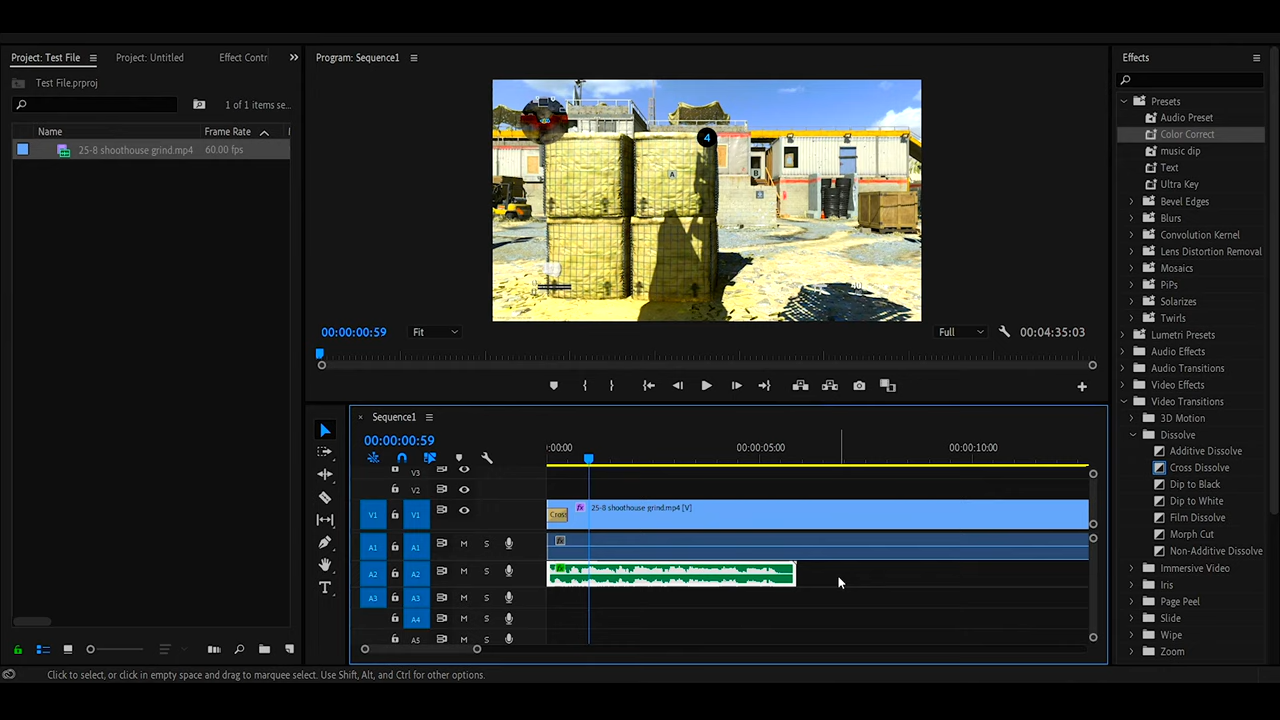 Project: Test File
Project: Untitled
Effect Contr
Test File.prproj
1 of 1 items se...
Name
Frame Rate
25-8 shoothouse grind.mp4
60.00 fps
Program: Sequence1
4
A
00:00:00:59
Fit
Full
00:04:35:03
Sequence1
00:00:00:59
:00:00
00:00:05:00
00:00:10:00
V3
V2
V1
V1
25-8 shoothouse grind.mp4 [V]
Cross
fx
A1
A1
M
S
fx
A2
A2
M
S
fx
A3
A3
M
S
A4
M
S
A5
M
S
Effects
Presets
Audio Preset
Color Correct
music dip
Text
Ultra Key
Bevel Edges
Blurs
Convolution Kernel
Lens Distortion Removal
Mosaics
PiPs
Solarizes
Twirls
Lumetri Presets
Audio Effects
Audio Transitions
Video Effects
Video Transitions
3D Motion
Dissolve
Additive Dissolve
Cross Dissolve
Dip to Black
Dip to White
Film Dissolve
Morph Cut
Non-Additive Dissolve
Immersive Video
Iris
Page Peel
Slide
Wipe
Zoom
Click to select, or click in empty space and drag to marquee select. Use Shift, Alt, and Ctrl for other options.